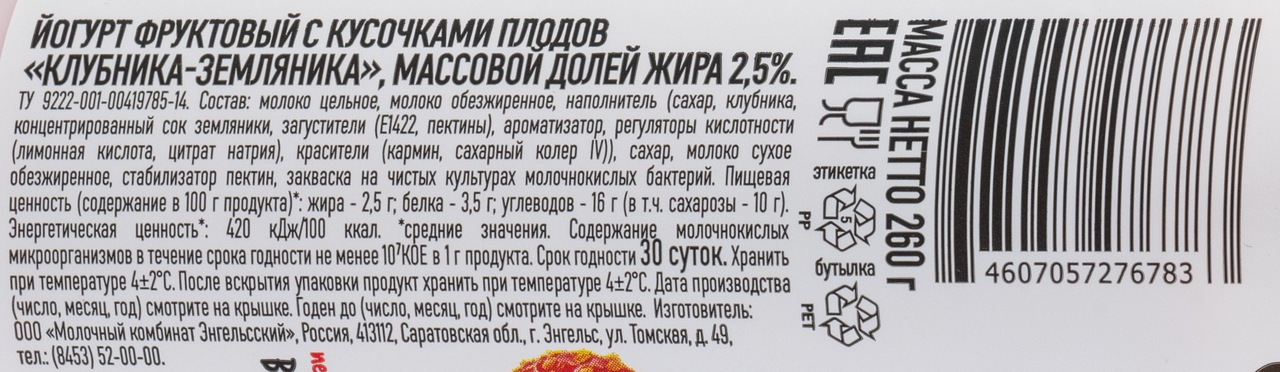 ЙОГУРТ ФРУКТОВЫЙ С КУСОЧКАМИ ПЛОДОВ
«КЛУБНИКА-ЗЕМЛЯНИКА», МАССОВОЙ ДОЛЕЙ ЖИРА 2,5%.
ТУ 9222-001-00419785-14. Состав: молоко цельное, молоко обезжиренное, наполнитель (сахар, клубника,
концентрированный сок земляники, загустители (Е1422, пектины), ароматизатор, регуляторы кислотности
(лимонная кислота, цитрат натрия), красители (кармин, сахарный колер IV)), сахар, молоко сухое
обезжиренное, стабилизатор пектин, закваска на чистых культурах молочнокислых бактерий. Пищевая
ценность (содержание в 100 г продукта)*: жира - 2,5 г; белка - 3,5 г; углеводов - 16 г (в т.ч. сахарозы - 10 г).
Энергетическая ценность*: 420 кДж/100 ккал. *средние значения. Содержание молочнокислых
микроорганизмов в течение срока годности не менее 10⁷КОЕ в 1 г продукта. Срок годности 30 суток. Хранить
при температуре 4±2°С. После вскрытия упаковки продукт хранить при температуре 4±2°С. Дата производства
(число, месяц, год) смотрите на крышке. Годен до (число, месяц, год) смотрите на крышке. Изготовитель:
ООО «Молочный комбинат Энгельсский», Россия, 413112, Саратовская обл., г. Энгельс, ул. Томская, д. 49,
тел.: (8453) 52-00-00.
ЕАС
этикетка
5
PP
бутылка
PET
МАССА НЕТТО 260 г
4607057276783